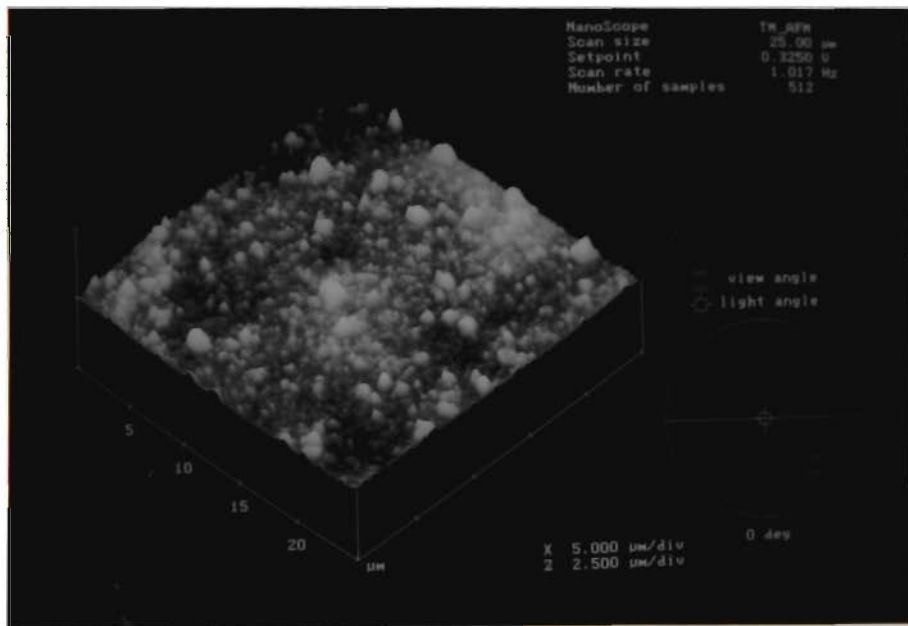 NanoScope TM_AFM
Scan size 25.00 µm
Setpoint 0.3250 V
Scan rate 1.017 Hz
Number of samples 512
view angle
light angle
5
10
15
20
µm
X 5.000 µm/div
Z 2.500 µm/div
0 deg